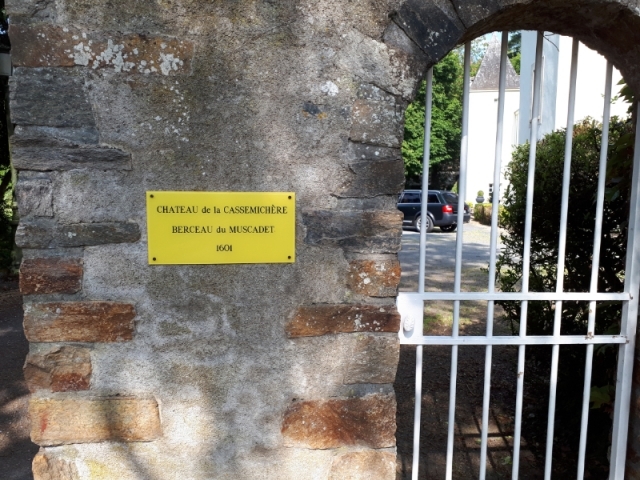 CHATEAU de la CASSEMICHÈRE
BERCEAU du MUSCADET
1601